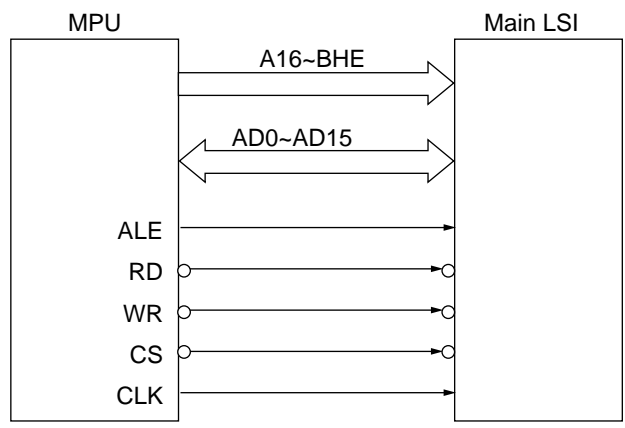 MPU
Main LSI
A16~BHE
AD0~AD15
ALE
RD
WR
CS
CLK